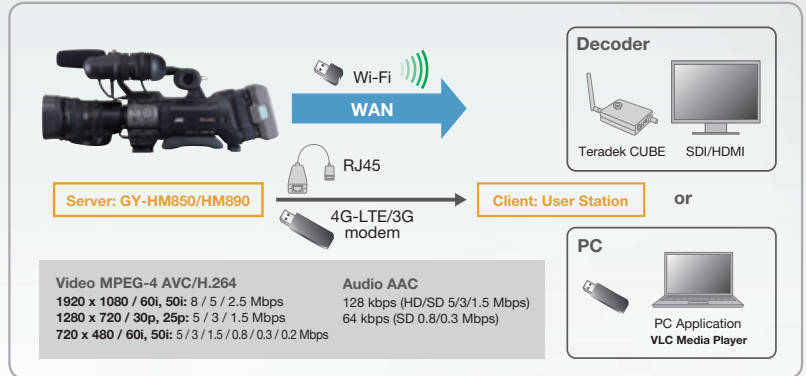 Wi-Fi
WAN
RJ45
Server: GY-HM850/HM890
4G-LTE/3G
modem
Client: User Station
Decoder
Teradek CUBE
SDI/HDMI
or
PC
PC Application
VLC Media Player
Video MPEG-4 AVC/H.264
1920 x 1080 / 60i, 50i: 8 / 5 / 2.5 Mbps
1280 x 720 / 30p, 25p: 5 / 3 / 1.5 Mbps
720 x 480 / 60i, 50i: 5 / 3 / 1.5 / 0.8 / 0.3 / 0.2 Mbps
Audio AAC
128 kbps (HD/SD 5/3/1.5 Mbps)
64 kbps (SD 0.8/0.3 Mbps)